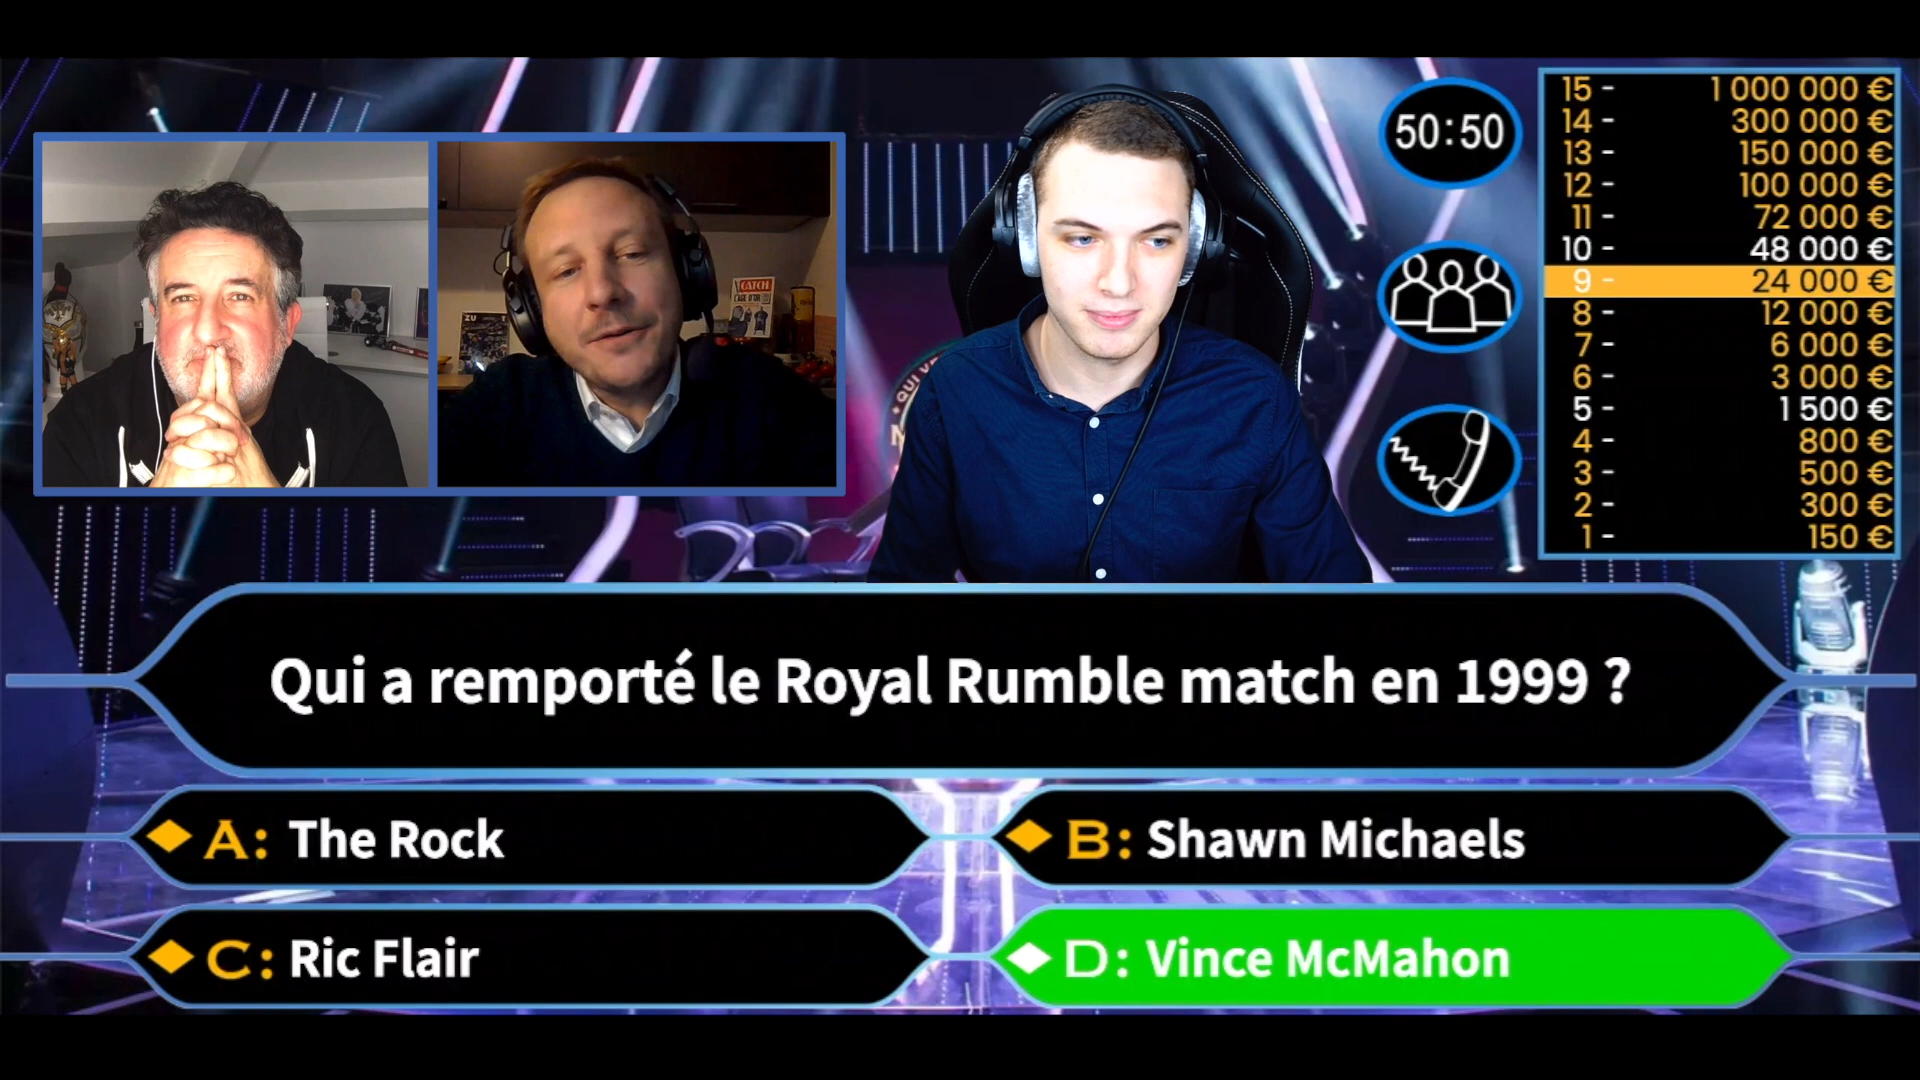 50:50
15 - 1 000 000 €
14 - 300 000 €
13 - 150 000 €
12 - 100 000 €
11 - 72 000 €
10 - 48 000 €
9 - 24 000 €
8 - 12 000 €
7 - 6 000 €
6 - 3 000 €
5 - 1 500 €
4 - 800 €
3 - 500 €
2 - 300 €
1 - 150 €
CATCH
ZU
QUI V
Qui a remporté le Royal Rumble match en 1999 ?
A: The Rock
B: Shawn Michaels
C: Ric Flair
D: Vince McMahon